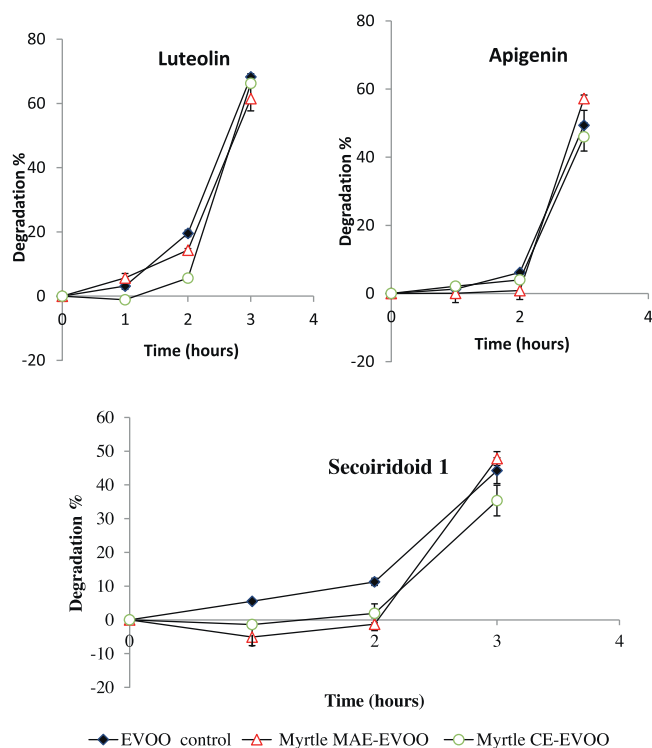 Luteolin
Degradation %
80
60
40
20
0
-20
0 1 2 3 4
Time (hours)
Apigenin
Degradation %
80
60
40
20
0
-20
0 1 2 3 4
Time (hours)
Secoiridoid 1
Degradation %
60
50
40
30
20
10
0
-10
-20
0 1 2 3 4
Time (hours)
EVOO control Myrtle MAE-EVOO Myrtle CE-EVOO